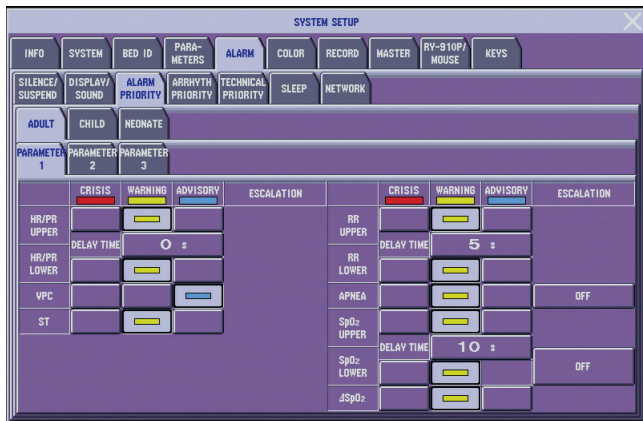 SYSTEM SETUP
INFO SYSTEM BED ID PARA-METERS ALARM COLOR RECORD MASTER RY-910P/MOUSE KEYS
SILENCE/SUSPEND DISPLAY/SOUND ALARM PRIORITY ARRHYTH PRIORITY TECHNICAL PRIORITY SLEEP NETWORK
ADULT CHILD NEONATE
PARAMETER 1 PARAMETER 2 PARAMETER 3
CRISIS WARNING ADVISORY ESCALATION
HR/PR UPPER
DELAY TIME 0 s
HR/PR LOWER
VPC
ST
CRISIS WARNING ADVISORY ESCALATION
RR UPPER
DELAY TIME 5 s
RR LOWER
APNEA OFF
SpO2 UPPER
DELAY TIME 10 s
SpO2 LOWER OFF
ΔSpO2